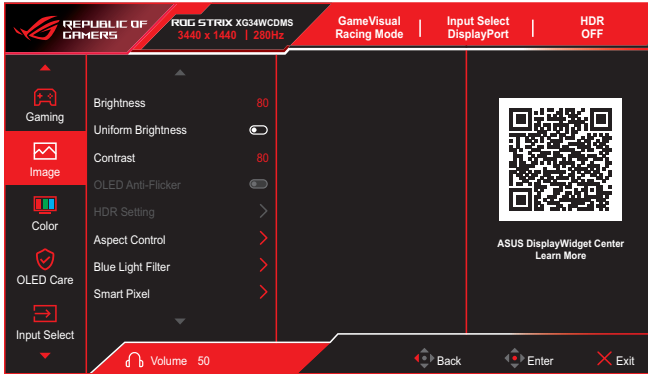 REPUBLIC OF
GAMERS
ROG STRIX XG34WCDMS
3440 x 1440 | 280Hz
GameVisual
Racing Mode
Input Select
DisplayPort
HDR
OFF
Gaming
Image
Color
OLED Care
Input Select
Brightness 80
Uniform Brightness
Contrast 80
OLED Anti-Flicker
HDR Setting
Aspect Control
Blue Light Filter
Smart Pixel
ASUS DisplayWidget Center
Learn More
Volume 50
Back
Enter
Exit